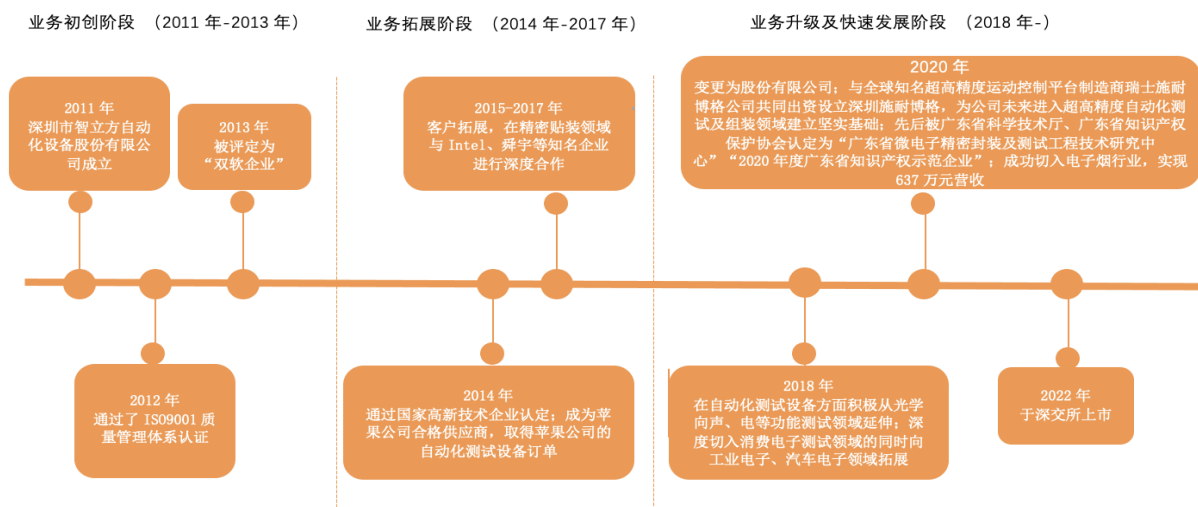 业务初创阶段 (2011 年-2013 年)
业务拓展阶段 (2014 年-2017 年)
业务升级及快速发展阶段 (2018 年-)
2011 年
深圳市智立方自动
化设备股份有限公
司成立
2013 年
被评定为
“双软企业”
2015-2017 年
客户拓展，在精密贴装领域
与 Intel、舜宇等知名企业
进行深度合作
2020 年
变更为股份有限公司；与全球知名超高精度运动控制平台制造商瑞士施耐
博格公司共同出资设立深圳施耐博格，为公司未来进入超高精度自动化测
试及组装领域建立坚实基础；先后被广东省科学技术厅、广东省知识产权
保护协会认定为“广东省微电子精密封装及测试工程技术研究中
心”“2020 年度广东省知识产权示范企业”；成功切入电子烟行业，实现
637 万元营收
2012 年
通过了 ISO9001 质
量管理体系认证
2014 年
通过国家高新技术企业认定；成为苹
果公司合格供应商，取得苹果公司的
自动化测试设备订单
2018 年
在自动化测试设备方面积极从光学
向声、电等功能测试领域延伸；深
度切入消费电子测试领域的同时向
工业电子、汽车电子领域拓展
2022 年
于深交所上市